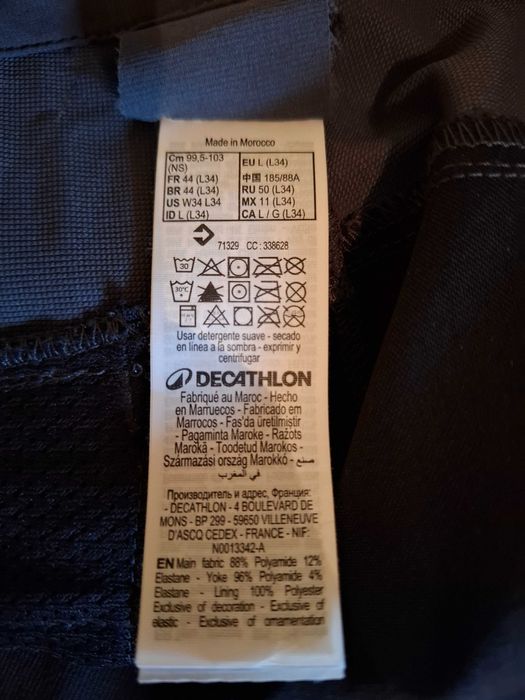 Made in Morocco
Cm 99,5-103 (NS)
FR 44 (L34)
BR 44 (L34)
US W34 L34
ID L (L34)
EU L (L34)
中国 185/88A
RU 50 (L34)
MX 11 (L34)
CA L / G (L34)
71329 CC : 338628
30
30°C
Usar detergente suave - secado
en línea a la sombra - exprimir y
centrifugar
DECATHLON
Fabriqué au Maroc - Hecho
en Marruecos - Fabricado em
Marrocos - Fas'da üretilmiştir
- Pagaminta Maroke - Ražots
Marokā - Toodetud Marokos -
Származási ország Marokkó - صنع
في المغرب
Производитель и адрес, Франция:
- DECATHLON - 4 BOULEVARD DE
MONS - BP 299 - 59650 VILLENEUVE
D'ASCQ CEDEX - FRANCE - NIF:
N0013342-A
EN Main fabric 88% Polyamide 12%
Elastane - Yoke 96% Polyamide 4%
Elastane - Lining 100% Polyester
Exclusive of decoration - Exclusive of
elastic - Exclusive of ornamentation